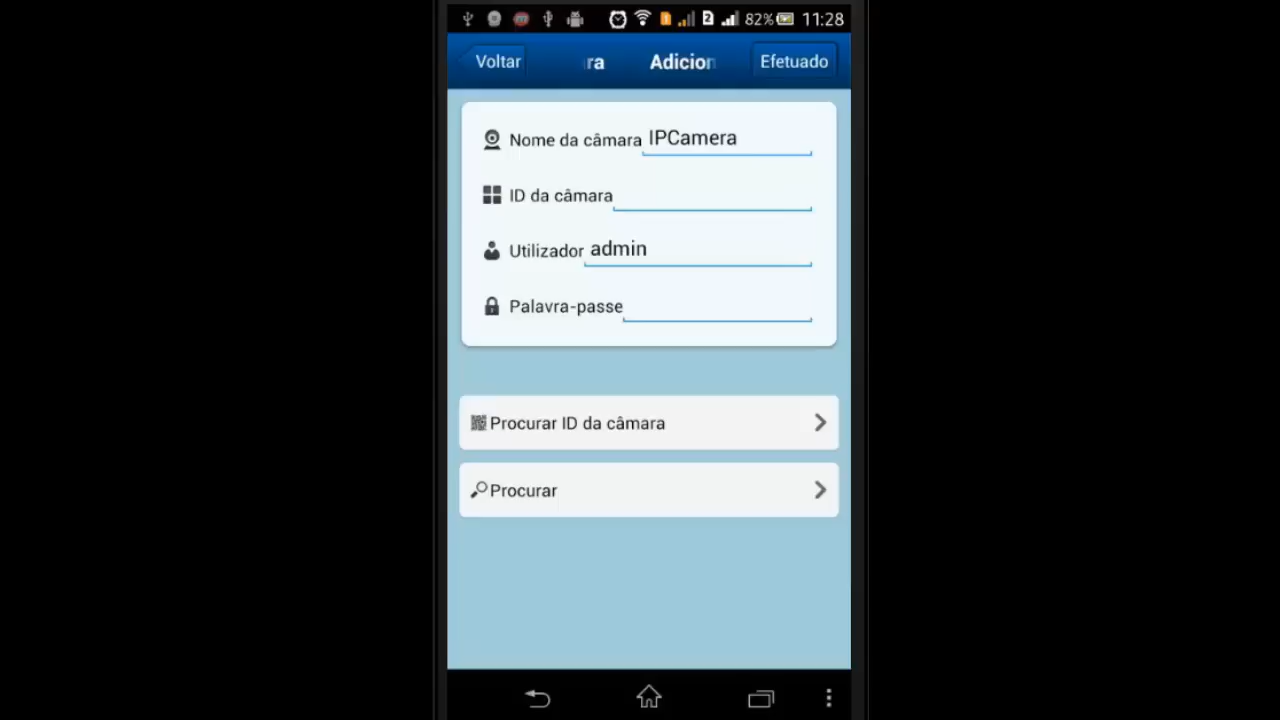 82% 11:28
Voltar ra Adicion Efetuado
Nome da câmara IPCamera
ID da câmara
Utilizador admin
Palavra-passe
Procurar ID da câmara
Procurar